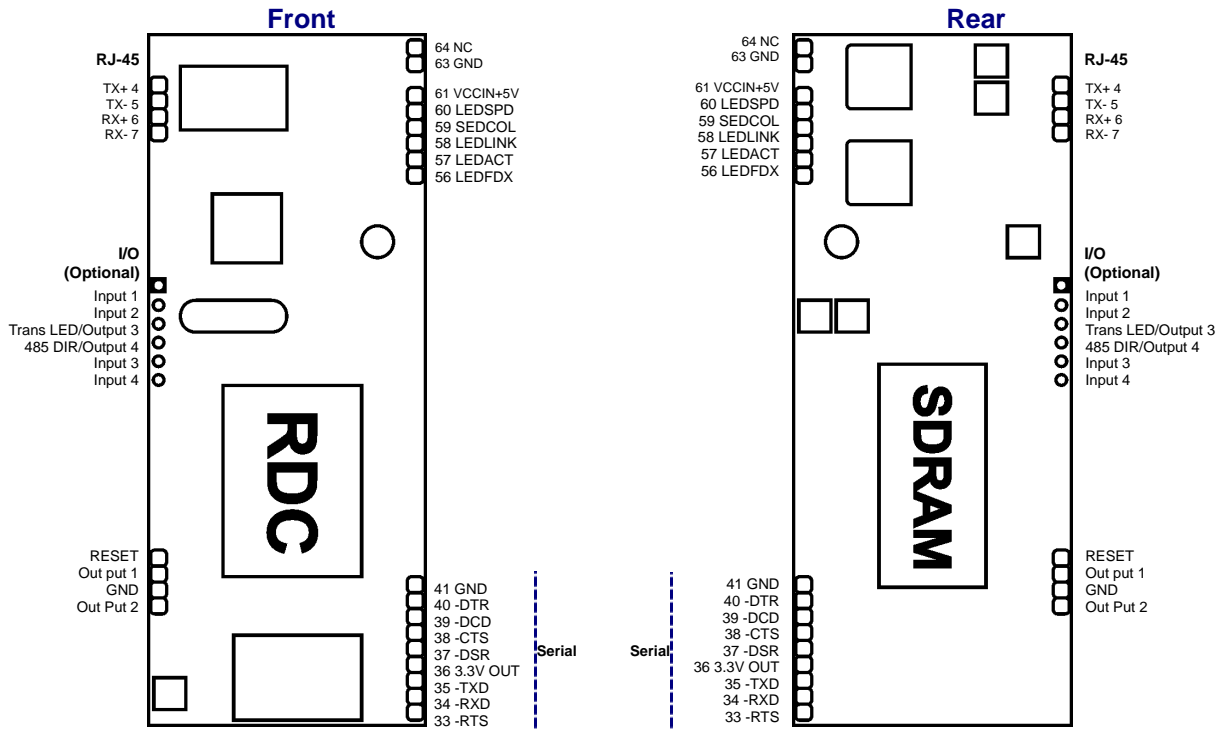 Front
RJ-45
TX+ 4
TX- 5
RX+ 6
RX- 7
I/O
(Optional)
Input 1
Input 2
Trans LED/Output 3
485 DIR/Output 4
Input 3
Input 4
RESET
Out put 1
GND
Out Put 2
RDC
64 NC
63 GND
61 VCCIN+5V
60 LEDSPD
59 SEDCOL
58 LEDLINK
57 LEDACT
56 LEDFDX
41 GND
40 -DTR
39 -DCD
38 -CTS
37 -DSR
36 3.3V OUT
35 -TXD
34 -RXD
33 -RTS
Serial
Rear
64 NC
63 GND
61 VCCIN+5V
60 LEDSPD
59 SEDCOL
58 LEDLINK
57 LEDACT
56 LEDFDX
Serial
41 GND
40 -DTR
39 -DCD
38 -CTS
37 -DSR
36 3.3V OUT
35 -TXD
34 -RXD
33 -RTS
SDRAM
RJ-45
TX+ 4
TX- 5
RX+ 6
RX- 7
I/O
(Optional)
Input 1
Input 2
Trans LED/Output 3
485 DIR/Output 4
Input 3
Input 4
RESET
Out put 1
GND
Out Put 2